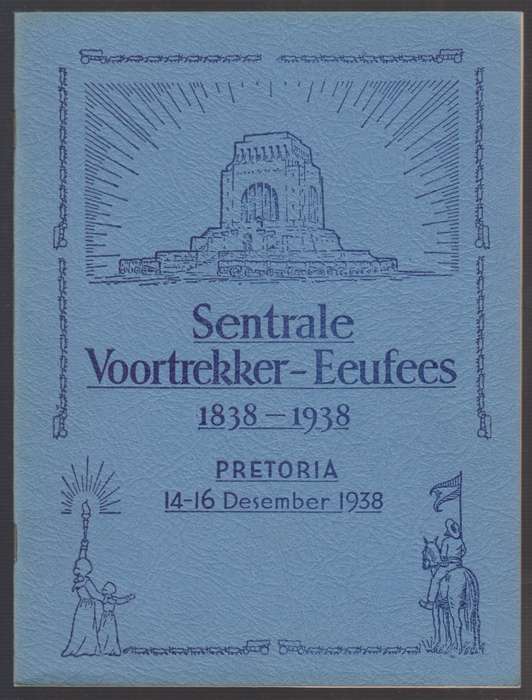 Sentrale
Voortrekker-Eeufees
1838-1938
PRETORIA
14-16 Desember 1938